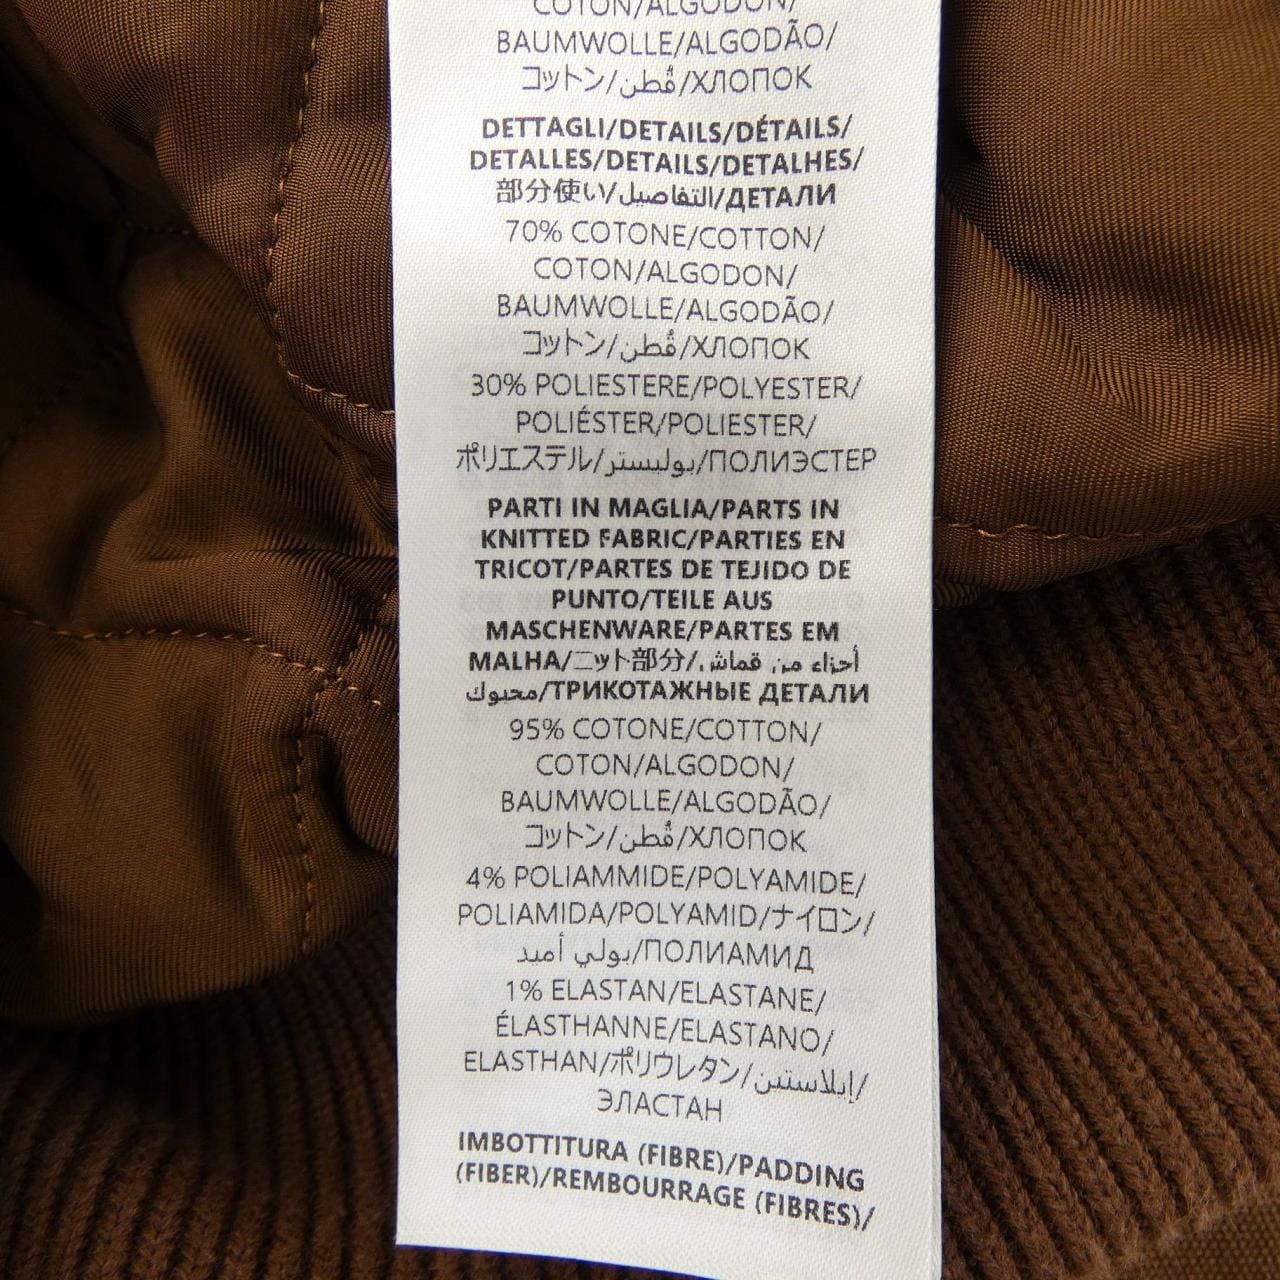 COTON/ALGODON/
BAUMWOLLE/ALGODÃO/
コットン/قُطن/ХЛОПОК
DETTAGLI/DETAILS/DÉTAILS/
DETALLES/DETAILS/DETALHES/
部分使い/التفاصيل/ДЕТАЛИ
70% COTONE/COTTON/
COTON/ALGODON/
BAUMWOLLE/ALGODÃO/
コットン/قُطن/ХЛОПОК
30% POLIESTERE/POLYESTER/
POLIÉSTER/POLIESTER/
ポリエステル/بوليستر/ПОЛИЭСТЕР
PARTI IN MAGLIA/PARTS IN
KNITTED FABRIC/PARTIES EN
TRICOT/PARTES DE TEJIDO DE
PUNTO/TEILE AUS
MASCHENWARE/PARTES EM
MALHA/ニット部分/أجزاء من قماش
محبوك/ТРИКОТАЖНЫЕ ДЕТАЛИ
95% COTONE/COTTON/
COTON/ALGODON/
BAUMWOLLE/ALGODÃO/
コットン/قُطن/ХЛОПОК
4% POLIAMMIDE/POLYAMIDE/
POLIAMIDA/POLYAMID/ナイロン/
بولي أميد/ПОЛИАМИД
1% ELASTAN/ELASTANE/
ÉLASTHANNE/ELASTANO/
ELASTHAN/ポリウレタン/إيلاستين/
ЭЛАСТАН
IMBOTTITURA (FIBRE)/PADDING
(FIBER)/REMBOURRAGE (FIBRES)/